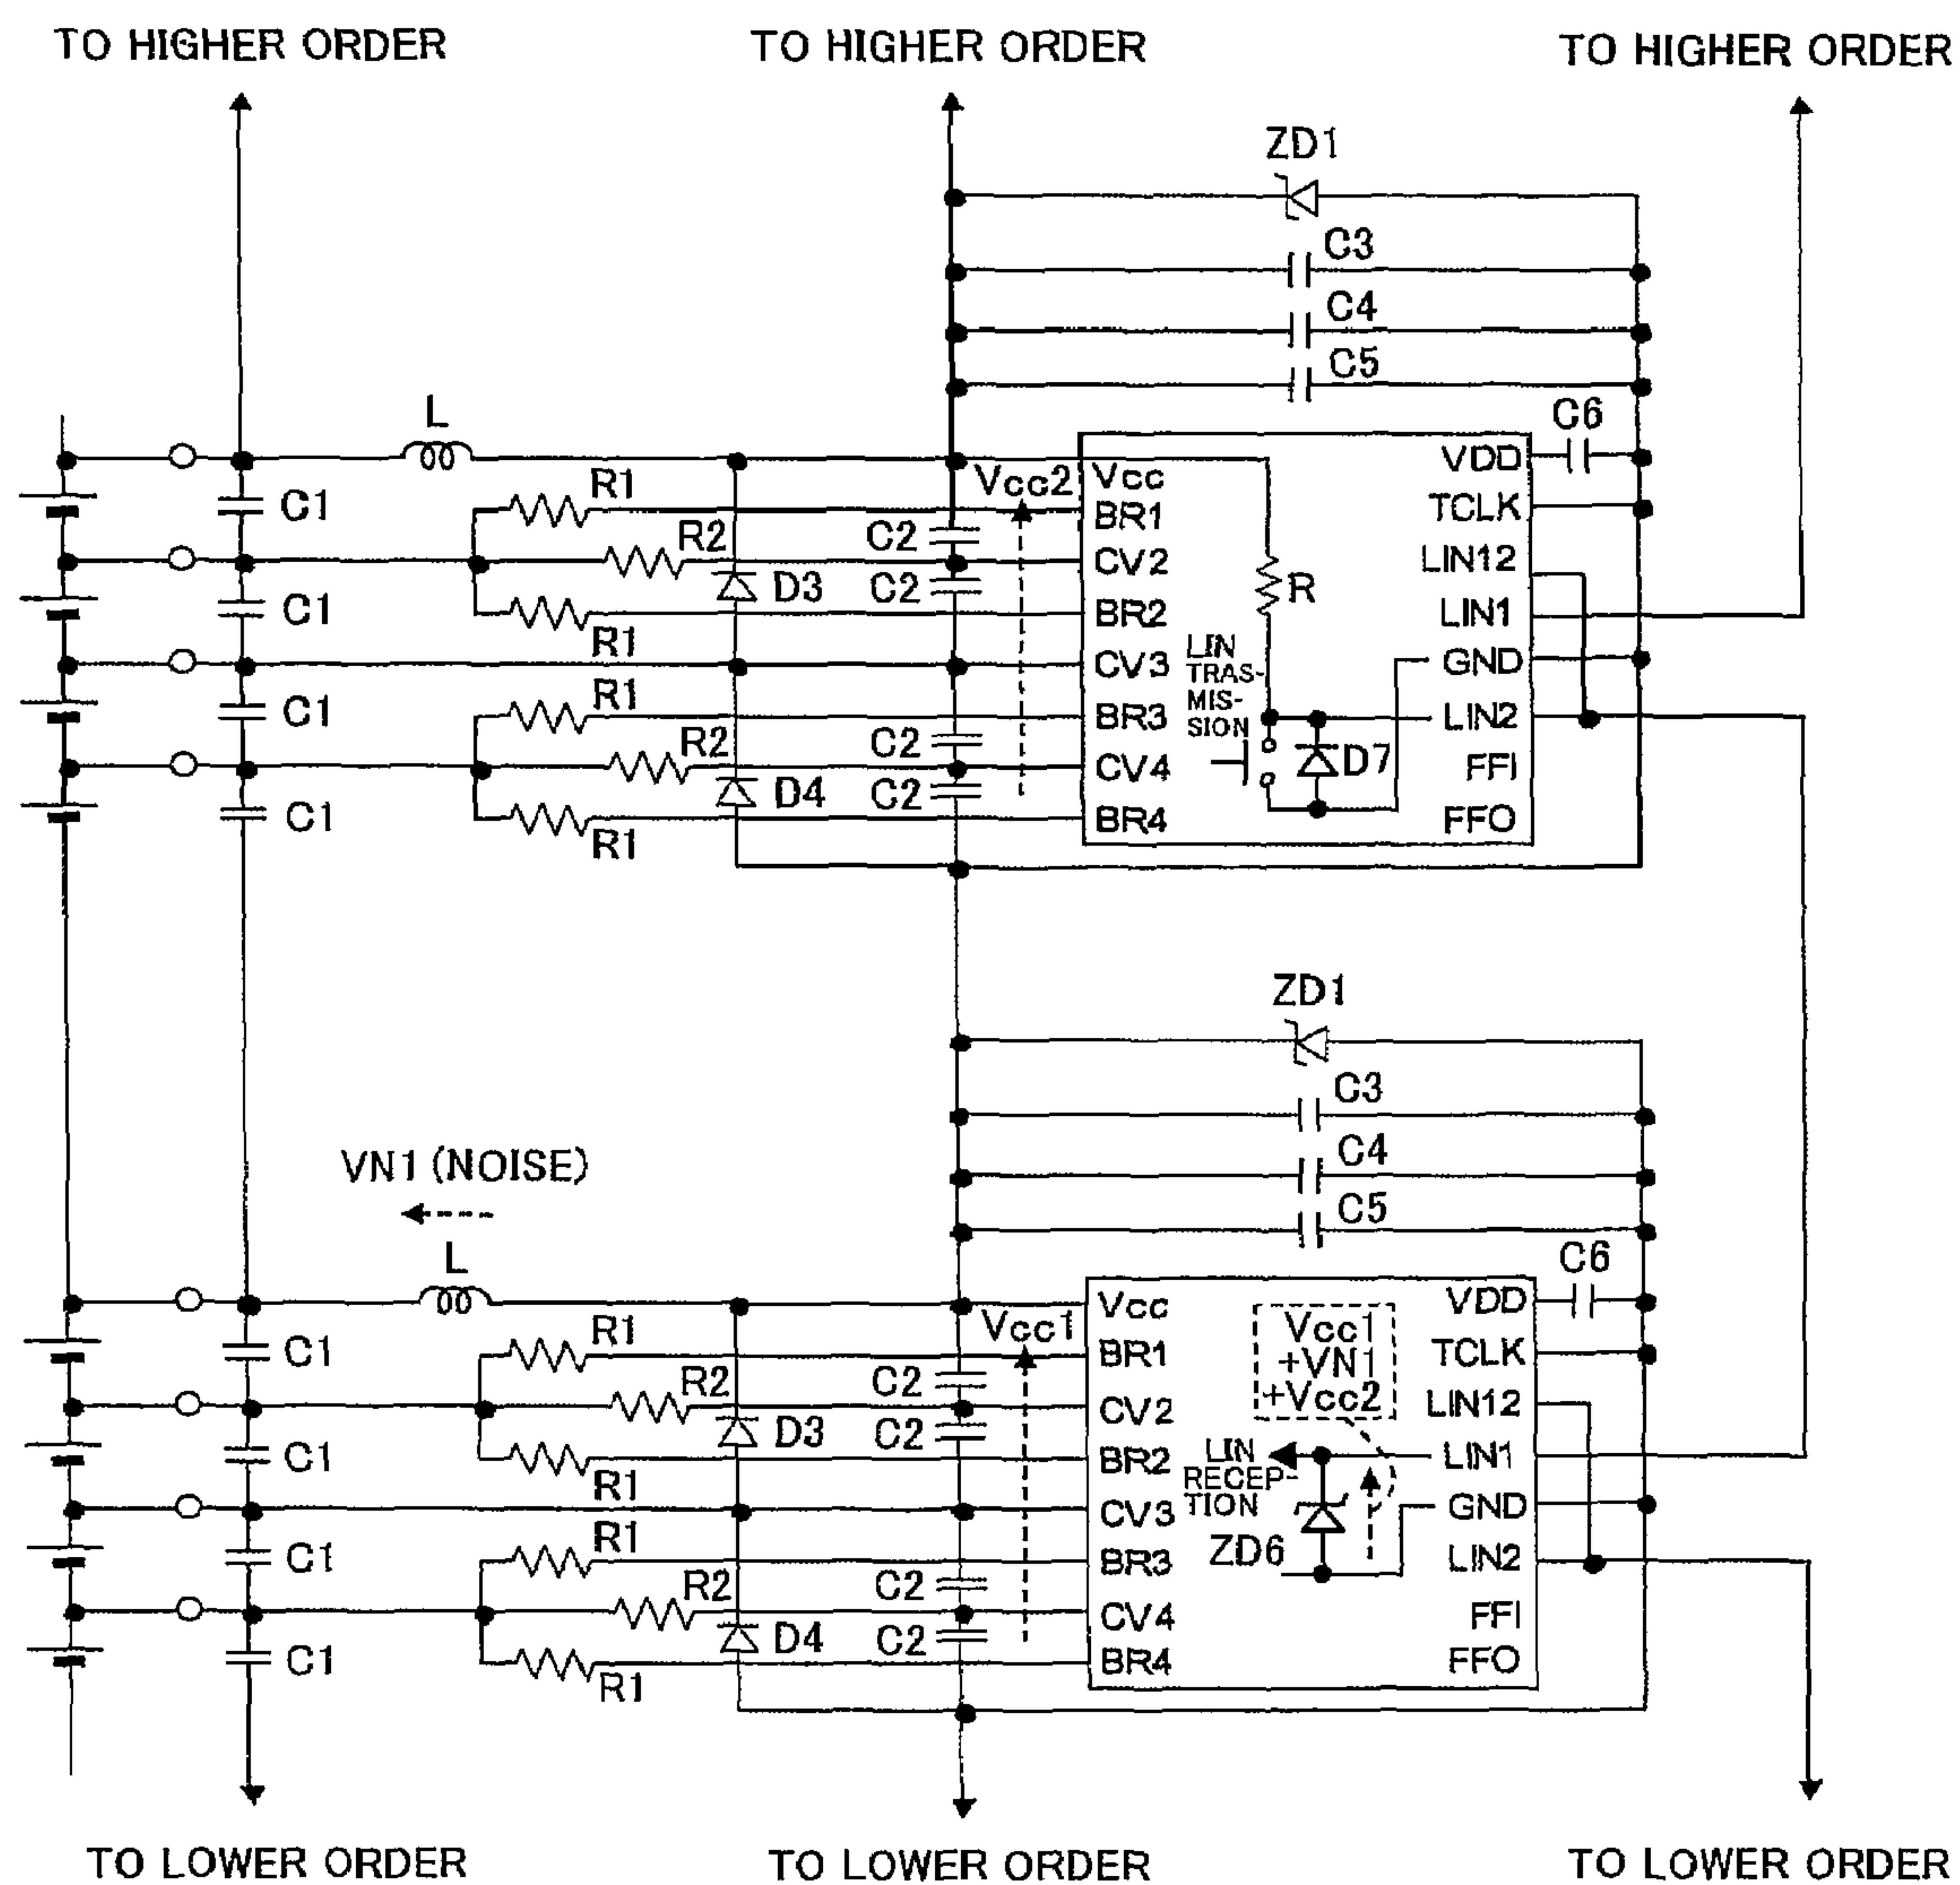 TO HIGHER ORDER
TO HIGHER ORDER
TO HIGHER ORDER
ZD1
C3
C4
C5
C6
L
R1
C1
Vcc2
Vcc
VDD
BR1
TCLK
C2
R2
CV2
LIN12
D3
C2
R
C1
BR2
LIN1
R1
LIN
TRAS-
MIS-
SION
CV3
GND
R1
C1
BR3
LIN2
R2
C2
CV4
D7
FFI
D4
C2
C1
BR4
FFO
R1
ZD1
C3
C4
C5
VN1 (NOISE)
C6
L
R1
C1
Vcc1
Vcc
Vcc1
+VN1
+Vcc2
VDD
BR1
TCLK
R2
C2
CV2
LIN12
D3
C2
C1
BR2
LIN
RECEP-
TION
LIN1
R1
CV3
GND
R1
C1
BR3
ZD6
LIN2
R2
C2
CV4
FFI
D4
C2
C1
BR4
FFO
R1
TO LOWER ORDER
TO LOWER ORDER
TO LOWER ORDER